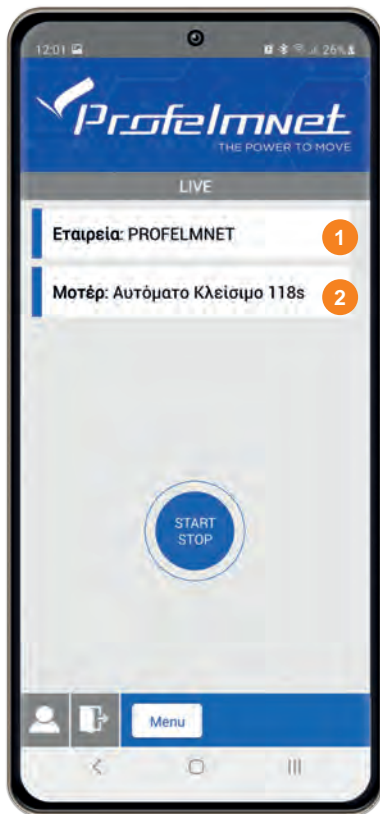 12:01
26%
Profelmnet
THE POWER TO MOVE
LIVE
Εταιρεία: PROFELMNET
1
Μοτέρ: Αυτόματο Κλείσιμο 118s
2
START
STOP
Menu